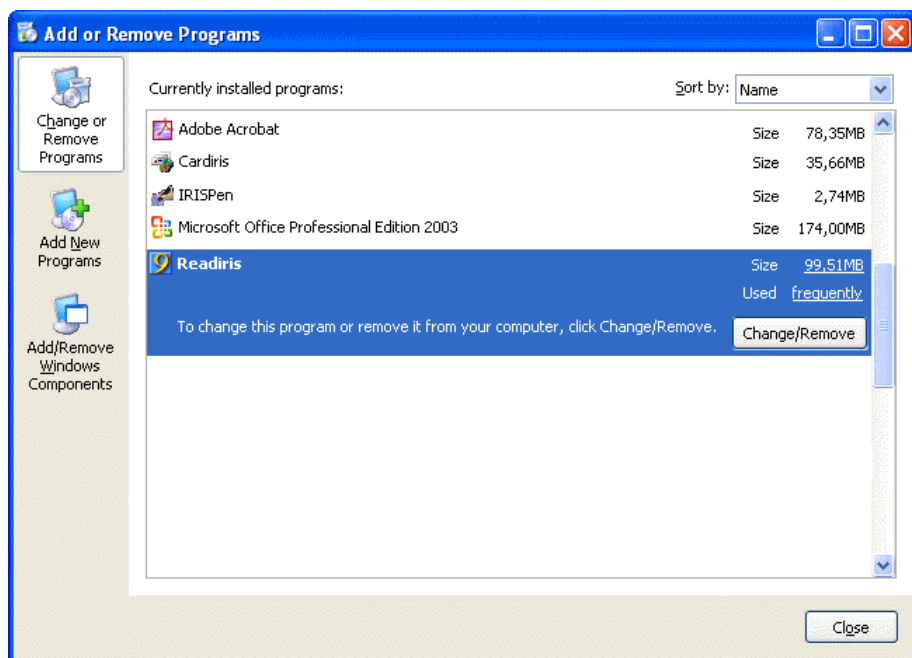 Add or Remove Programs
Change or
Remove
Programs
Add New
Programs
Add/Remove
Windows
Components
Currently installed programs:
Sort by: Name
Adobe Acrobat Size 78,35MB
Cardiris Size 35,66MB
IRISPen Size 2,74MB
Microsoft Office Professional Edition 2003 Size 174,00MB
9 Readiris Size 99,51MB
Used frequently
To change this program or remove it from your computer, click Change/Remove. Change/Remove
Close